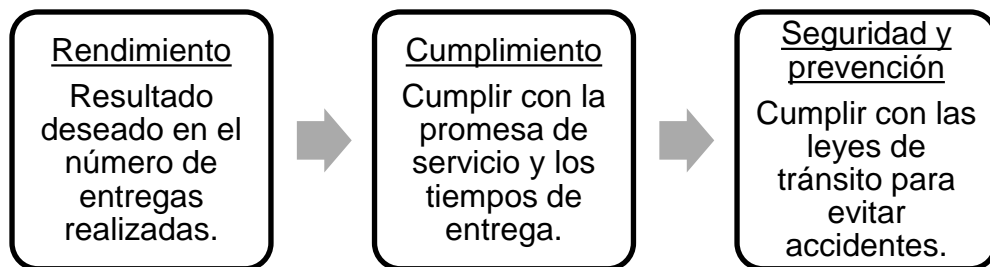 Rendimiento
Resultado
deseado en el
número de
entregas
realizadas.
Cumplimiento
Cumplir con la
promesa de
servicio y los
tiempos de
entrega.
Seguridad y
prevención
Cumplir con las
leyes de
tránsito para
evitar
accidentes.